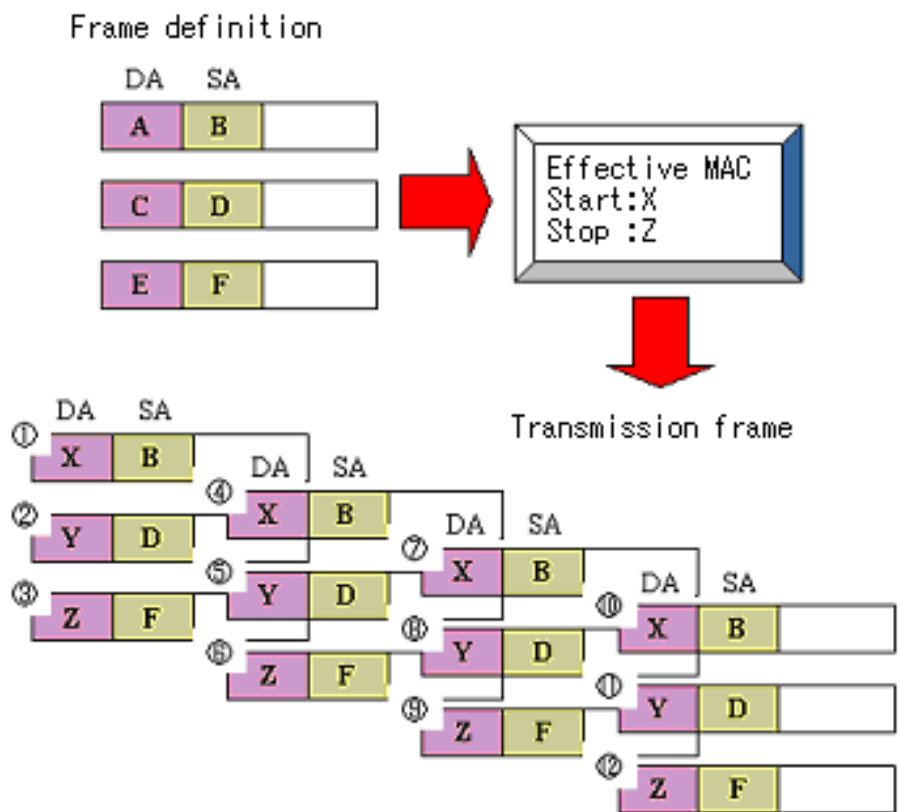 Frame definition
DA SA
A B
C D
E F
Effective MAC
Start:X
Stop :Z
Transmission frame
DA SA
① X B
② Y D
③ Z F
DA SA
④ X B
⑤ Y D
⑥ Z F
DA SA
⑦ X B
⑧ Y D
⑨ Z F
DA SA
⑩ X B
⑪ Y D
⑫ Z F